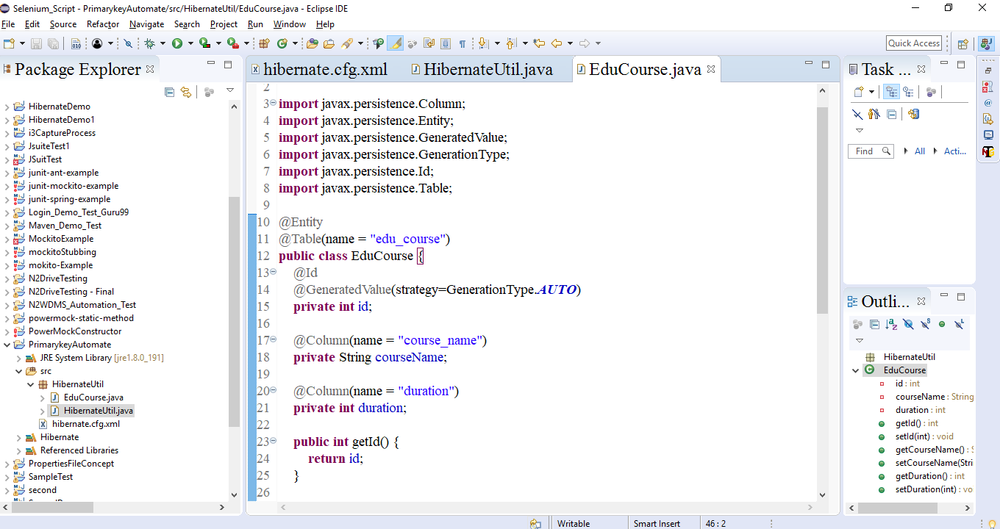 Selenium_Script - PrimarykeyAutomate/src/HibernateUtil/EduCourse.java - Eclipse IDE
File Edit Source Refactor Navigate Search Project Run Window Help
Quick Access
Package Explorer
HibernateDemo
HibernateDemo1
i3CaptureProcess
JsuiteTest1
JSuitTest
junit-ant-example
junit-mockito-example
junit-spring-example
Login_Demo_Test_Guru99
Maven_Demo_Test
MockitoExample
mockitoStubbing
mokito-Example
N2DriveTesting
N2DriveTesting - Final
N2WDMS_Automation_Test
powermock-static-method
PowerMockConstructor
PrimarykeyAutomate
JRE System Library [jre1.8.0_191]
src
HibernateUtil
EduCourse.java
HibernateUtil.java
hibernate.cfg.xml
Hibernate
Referenced Libraries
PropertiesFileConcept
SampleTest
second
hibernate.cfg.xml HibernateUtil.java EduCourse.java
2
3 import javax.persistence.Column;
4 import javax.persistence.Entity;
5 import javax.persistence.GeneratedValue;
6 import javax.persistence.GenerationType;
7 import javax.persistence.Id;
8 import javax.persistence.Table;
9
10 @Entity
11 @Table(name = "edu_course")
12 public class EduCourse {
13 @Id
14 @GeneratedValue(strategy=GenerationType.AUTO)
15 private int id;
16
17 @Column(name = "course_name")
18 private String courseName;
19
20 @Column(name = "duration")
21 private int duration;
22
23 public int getId() {
24 return id;
25 }
26
Task ...
Find All Acti...
Outli...
HibernateUtil
EduCourse
id : int
courseName : String
duration : int
getId() : int
setId(int) : void
getCourseName() : S
setCourseName(Stri
getDuration() : int
setDuration(int) : vo
Writable Smart Insert 46 : 2